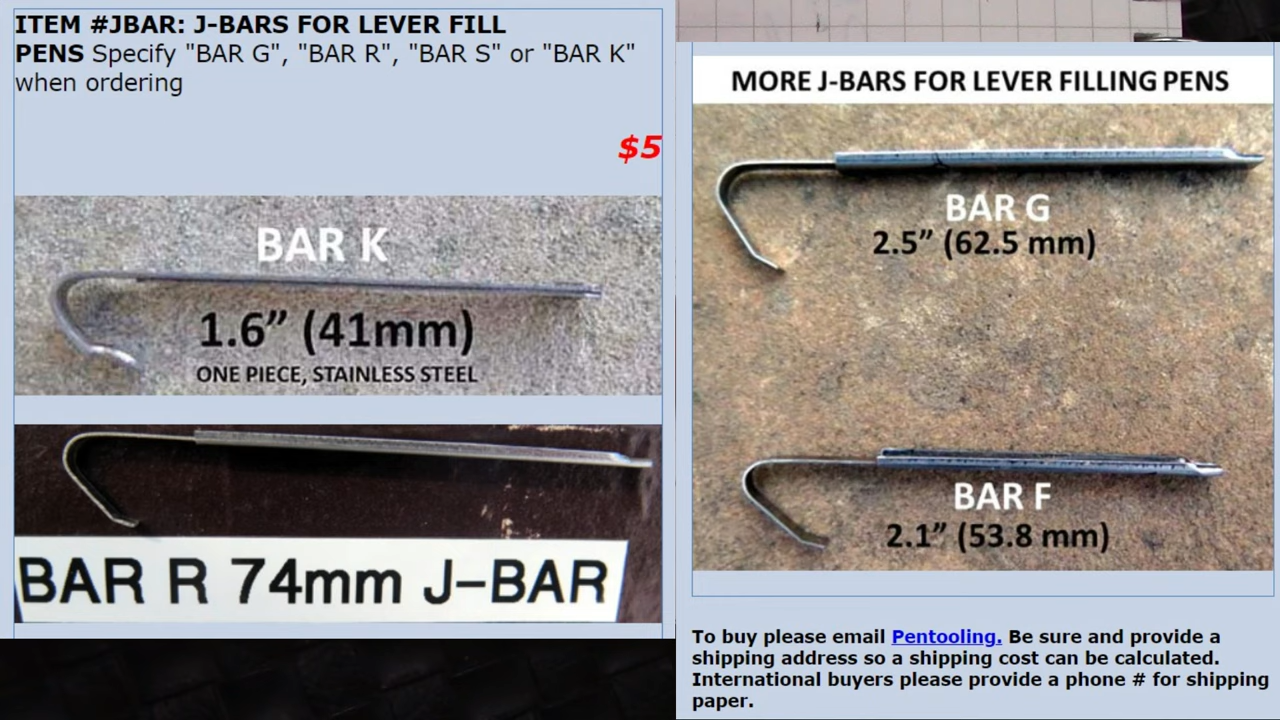 ITEM #JBAR: J-BARS FOR LEVER FILL
PENS Specify "BAR G", "BAR R", "BAR S" or "BAR K"
when ordering
$5
BAR K
1.6” (41mm)
ONE PIECE, STAINLESS STEEL
BAR R 74mm J-BAR
MORE J-BARS FOR LEVER FILLING PENS
BAR G
2.5” (62.5 mm)
BAR F
2.1” (53.8 mm)
To buy please email Pentooling. Be sure and provide a
shipping address so a shipping cost can be calculated.
International buyers please provide a phone # for shipping
paper.